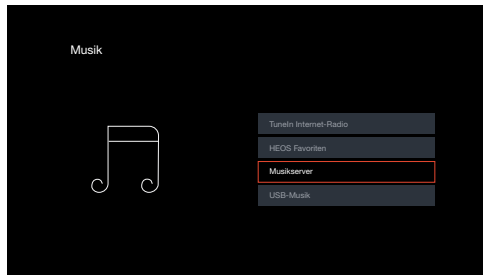 Musik
TuneIn Internet-Radio
HEOS Favoriten
Musikserver
USB-Musik